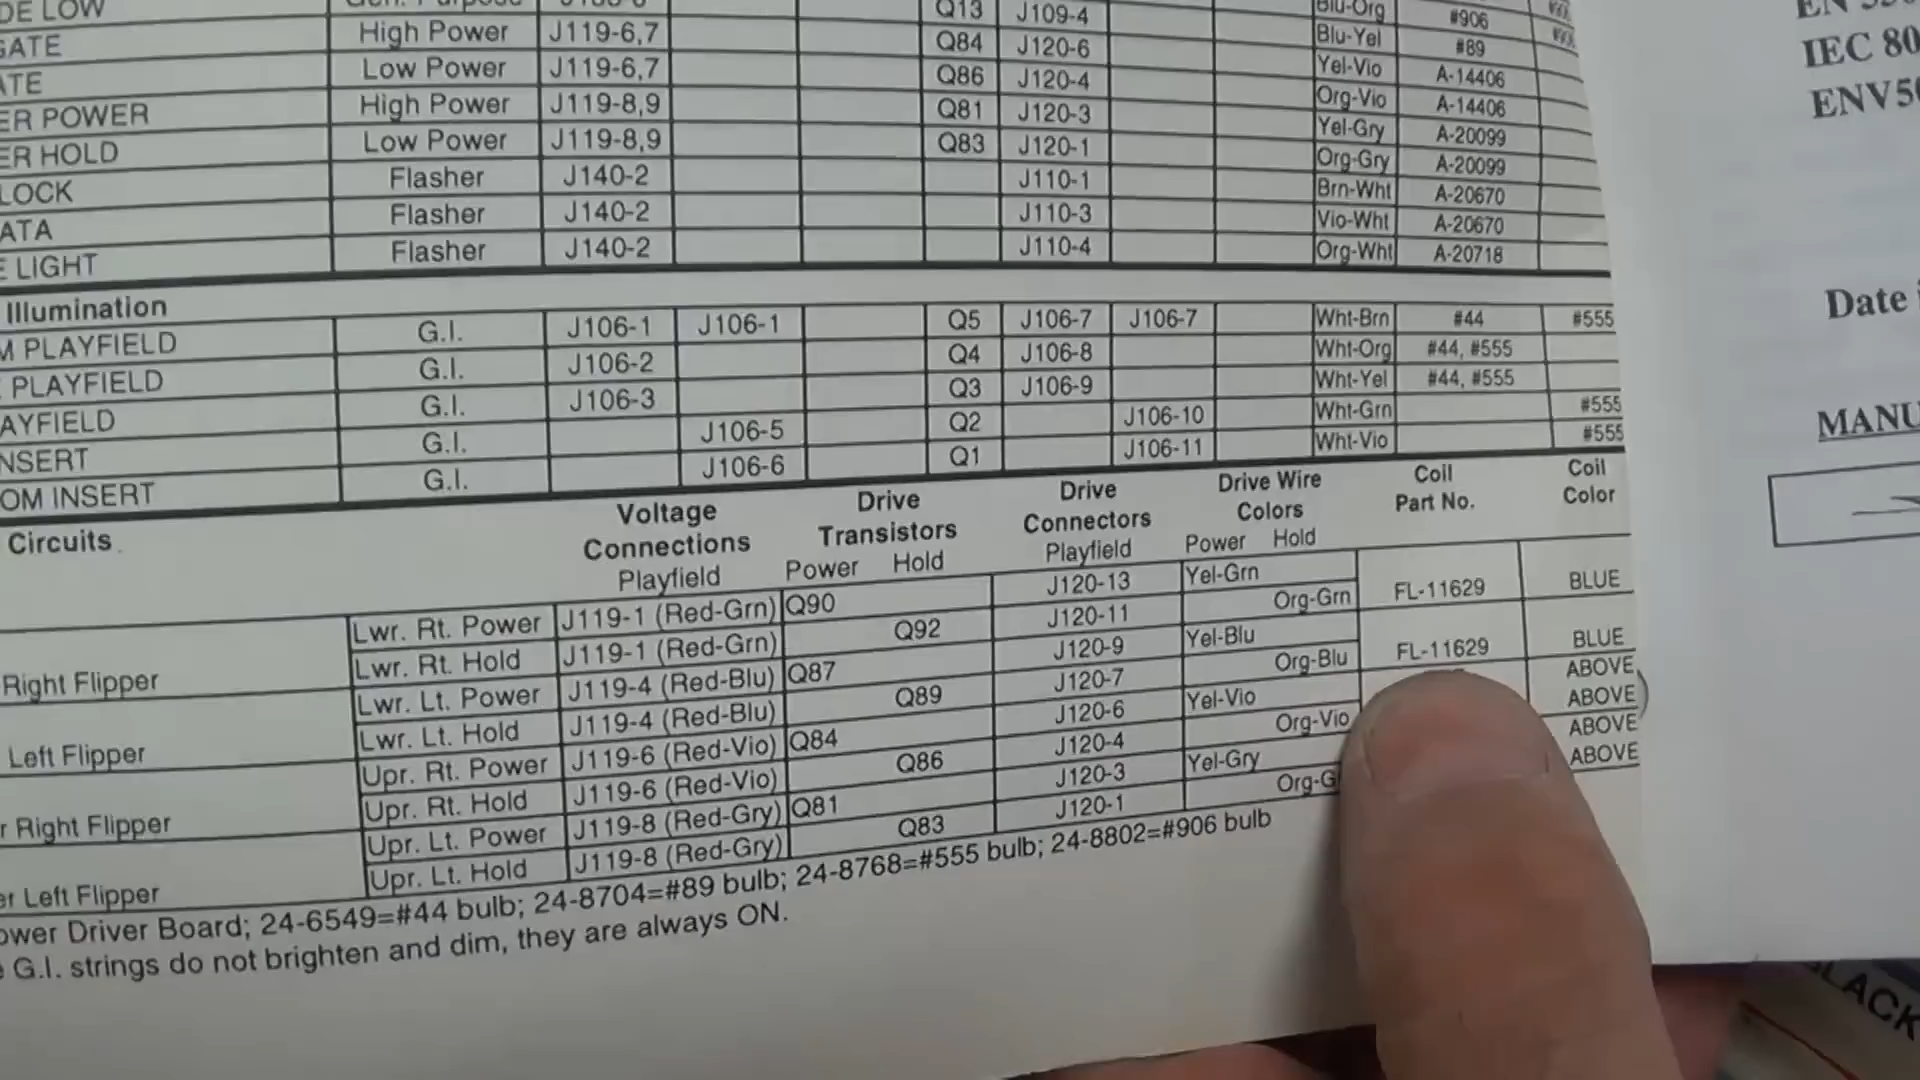 DE LOW J109-4 Blu-Org #906
GATE High Power J119-6,7 Q84 J120-6 Blu-Yel #89
ATE Low Power J119-6,7 Q86 J120-4 Yel-Vio A-14406
ER POWER High Power J119-8,9 Q81 J120-3 Org-Vio A-14406
ER HOLD Low Power J119-8,9 Q83 J120-1 Yel-Gry A-20099
LOCK Flasher J140-2 J110-1 Org-Gry A-20099
ATA Flasher J140-2 J110-3 Brn-Wht A-20670
E LIGHT Flasher J140-2 J110-4 Vio-Wht A-20670
Org-Wht A-20718
Illumination
M PLAYFIELD G.I. J106-1 J106-1 Q5 J106-7 J106-7 Wht-Brn #44 #555
PLAYFIELD G.I. J106-2 Q4 J106-8 Wht-Org #44, #555
AYFIELD G.I. J106-3 Q3 J106-9 Wht-Yel #44, #555
NSERT G.I. J106-5 Q2 J106-10 Wht-Grn #555
OM INSERT G.I. J106-6 Q1 J106-11 Wht-Vio #555
Circuits Voltage Drive Drive Drive Wire Coil Coil
Connections Transistors Connectors Colors Part No. Color
Playfield Power Hold Playfield Power Hold
Lwr. Rt. Power J119-1 (Red-Grn) Q90 J120-13 Yel-Grn FL-11629 BLUE
Right Flipper Lwr. Rt. Hold J119-1 (Red-Grn) Q92 J120-11 Org-Grn
Lwr. Lt. Power J119-4 (Red-Blu) Q87 J120-9 Yel-Blu FL-11629 BLUE
Left Flipper Lwr. Lt. Hold J119-4 (Red-Blu) Q89 J120-7 Org-Blu
Upr. Rt. Power J119-6 (Red-Vio) Q84 J120-6 Yel-Vio ABOVE
r Right Flipper Upr. Rt. Hold J119-6 (Red-Vio) Q86 J120-4 Org-Vio ABOVE
Upr. Lt. Power J119-8 (Red-Gry) Q81 J120-3 Yel-Gry ABOVE
er Left Flipper Upr. Lt. Hold J119-8 (Red-Gry) Q83 J120-1 Org-G ABOVE
ower Driver Board; 24-6549=#44 bulb; 24-8704=#89 bulb; 24-8768=#555 bulb; 24-8802=#906 bulb
G.I. strings do not brighten and dim, they are always ON.
IEC 80
ENV50
Date
MANU
LACK